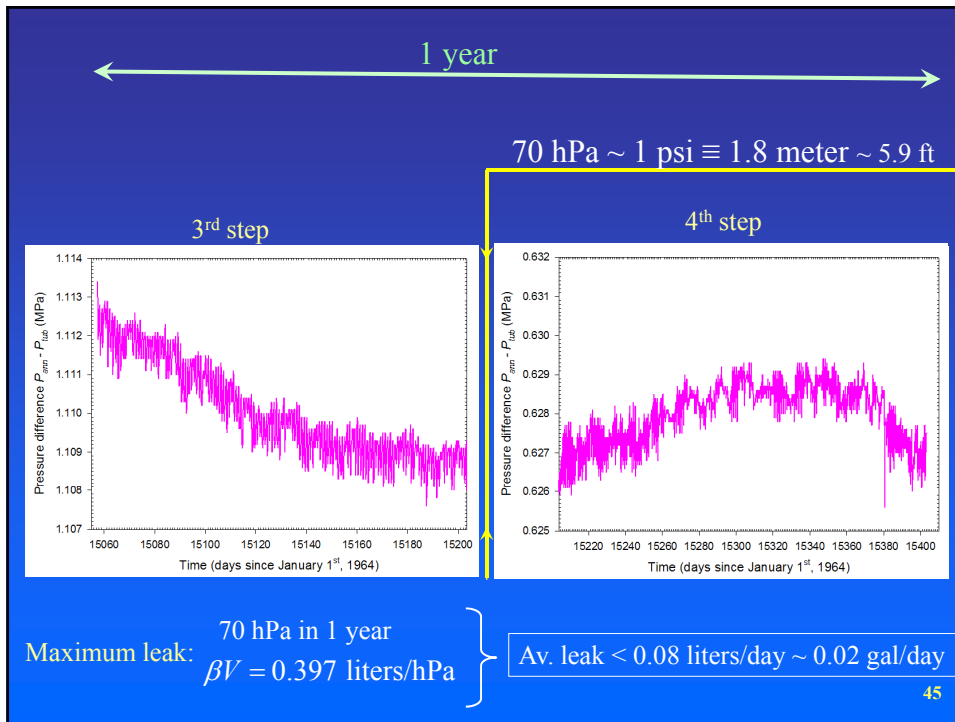 1 year
70 hPa ~ 1 psi ≡ 1.8 meter ~ 5.9 ft
3rd step
4th step
1.114
1.113
1.112
1.111
1.110
1.109
1.108
1.107
Pressure difference Pann - Ptub (MPa)
15060 15080 15100 15120 15140 15160 15180 15200
Time (days since January 1st, 1964)
0.632
0.631
0.630
0.629
0.628
0.627
0.626
0.625
Pressure difference Pann - Ptub (MPa)
15220 15240 15260 15280 15300 15320 15340 15360 15380 15400
Time (days since January 1st, 1964)
Maximum leak:
70 hPa in 1 year
βV = 0.397 liters/hPa
Av. leak < 0.08 liters/day ~ 0.02 gal/day
45